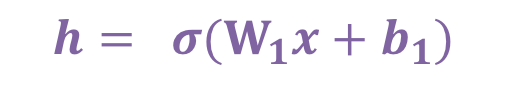 h = σ(W₁x + b₁)